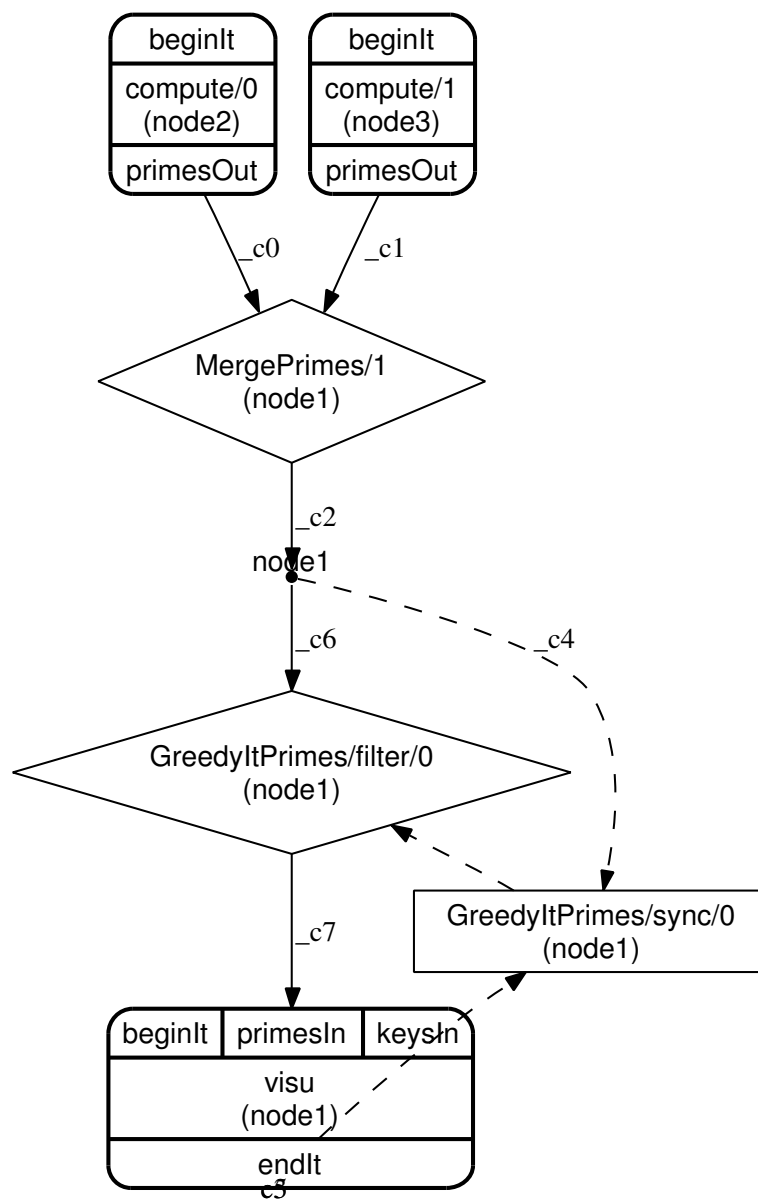 beginIt
beginIt
compute/0
(node2)
compute/1
(node3)
primesOut
primesOut
_c0
_c1
MergePrimes/1
(node1)
_c2
node1
_c6
_c4
GreedyItPrimes/filter/0
(node1)
GreedyItPrimes/sync/0
(node1)
_c7
beginIt
primesIn
keysIn
visu
(node1)
endIt